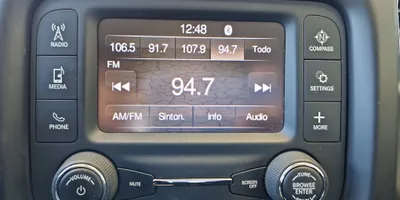 12:48
RADIO
MEDIA
PHONE
106.5 91.7 107.9 94.7 Todo
FM
94.7
AM/FM Sinton. Info Audio
COMPASS
SETTINGS
MORE
VOLUME
MUTE
SCREEN OFF
TUNE
BROWSE
ENTER